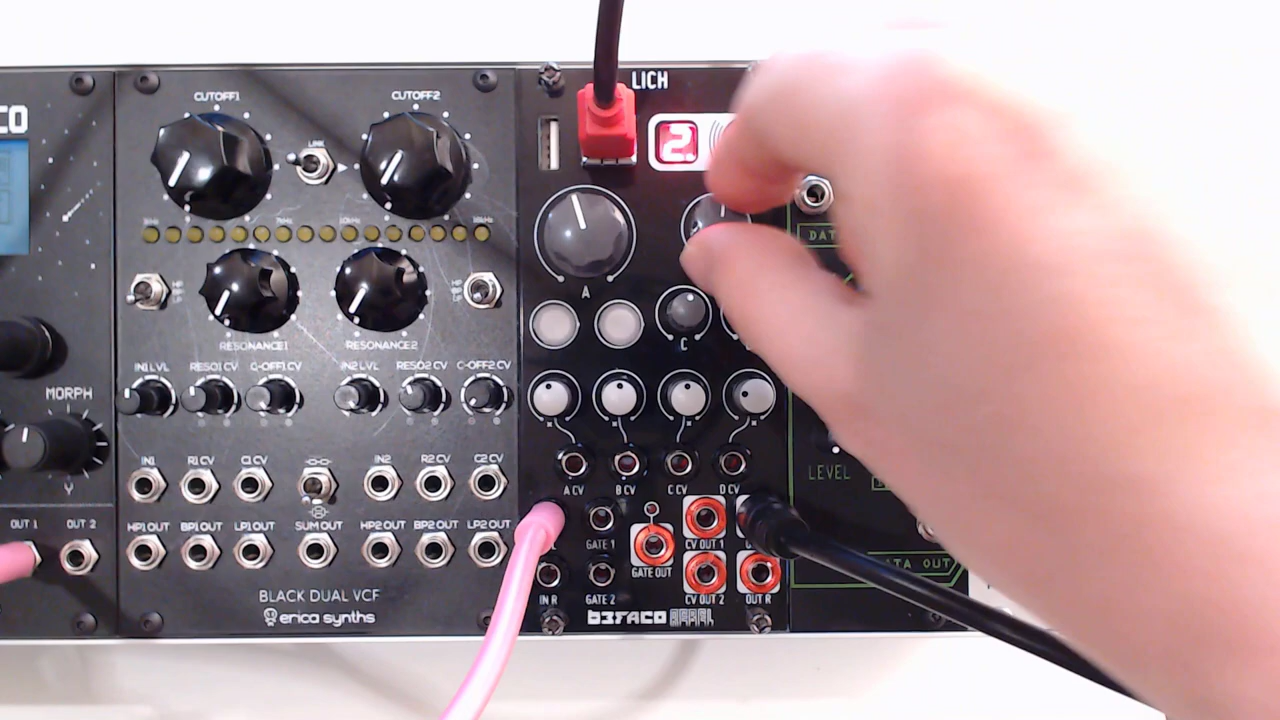 CO
MORPH
Y
OUT 1 OUT 2
CUTOFF1 CUTOFF2
LINK
RESONANCE1 RESONANCE2
IN1 LVL RESO1 CV C-OFF1 CV IN2 LVL RESO2 CV C-OFF2 CV
IN1 R1 CV C1 CV IN2 R2 CV C2 CV
HP1 OUT BP1 OUT LP1 OUT SUM OUT HP2 OUT BP2 OUT LP2 OUT
BLACK DUAL VCF
erica synths
LICH
2.
A
C
A CV B CV C CV D CV
GATE 1 CV OUT 1
GATE OUT
IN R GATE 2 CV OUT 2 OUT R
BEFACO REBEL
DAT
LEVEL
ATA OUT